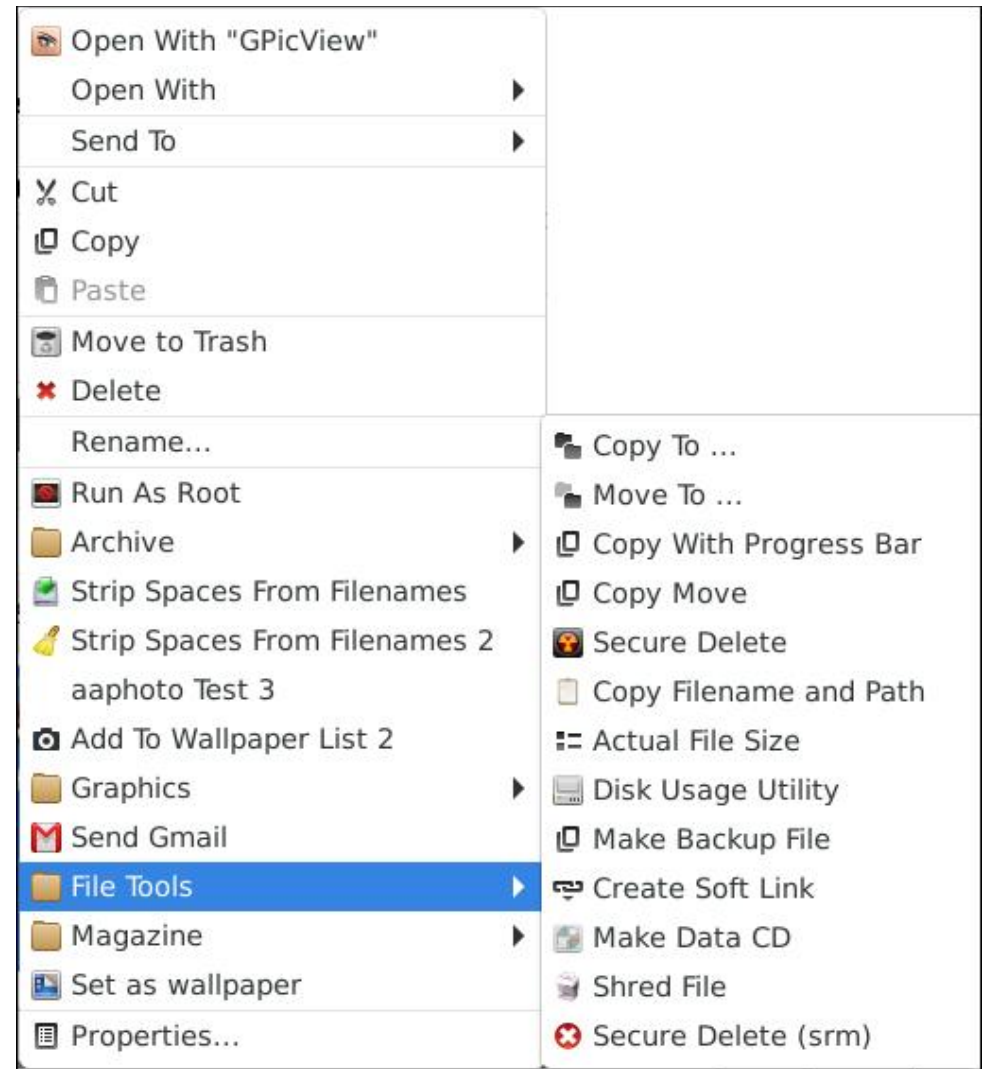 Open With "GPicView"
Open With
Send To
Cut
Copy
Paste
Move to Trash
Delete
Rename...
Run As Root
Archive
Strip Spaces From Filenames
Strip Spaces From Filenames 2
aaphoto Test 3
Add To Wallpaper List 2
Graphics
Send Gmail
File Tools
Magazine
Set as wallpaper
Properties...
Copy To ...
Move To ...
Copy With Progress Bar
Copy Move
Secure Delete
Copy Filename and Path
Actual File Size
Disk Usage Utility
Make Backup File
Create Soft Link
Make Data CD
Shred File
Secure Delete (srm)